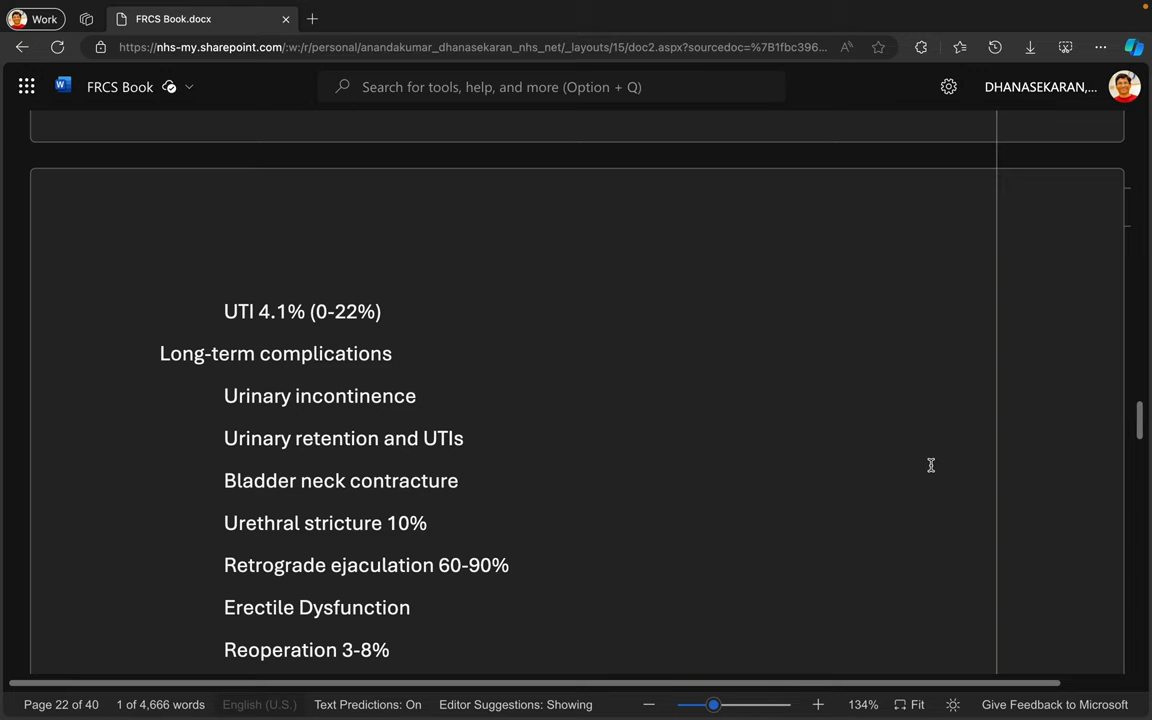 Work
FRCS Book.docx
https://nhs-my.sharepoint.com/:w:/r/personal/anandakumar_dhanasekaran_nhs_net/_layouts/15/doc2.aspx?sourcedoc=%7B1fbc396...
FRCS Book
Search for tools, help, and more (Option + Q)
DHANASEKARAN,...
UTI 4.1% (0-22%)
Long-term complications
Urinary incontinence
Urinary retention and UTIs
Bladder neck contracture
Urethral stricture 10%
Retrograde ejaculation 60-90%
Erectile Dysfunction
Reoperation 3-8%
Page 22 of 40 1 of 4,666 words English (U.S.) Text Predictions: On Editor Suggestions: Showing 134% Fit Give Feedback to Microsoft